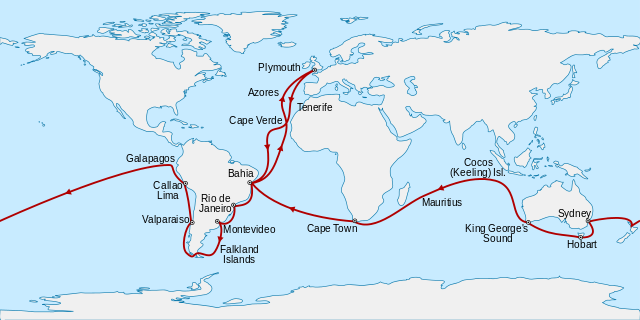 Plymouth
Azores
Tenerife
Cape Verde
Galapagos
Cocos
(Keeling) Isl.
Bahia
Callao
Lima
Rio de
Janeiro
Mauritius
Valparaiso
Sydney
Montevideo
Cape Town
King George's
Sound
Hobart
Falkland
Islands